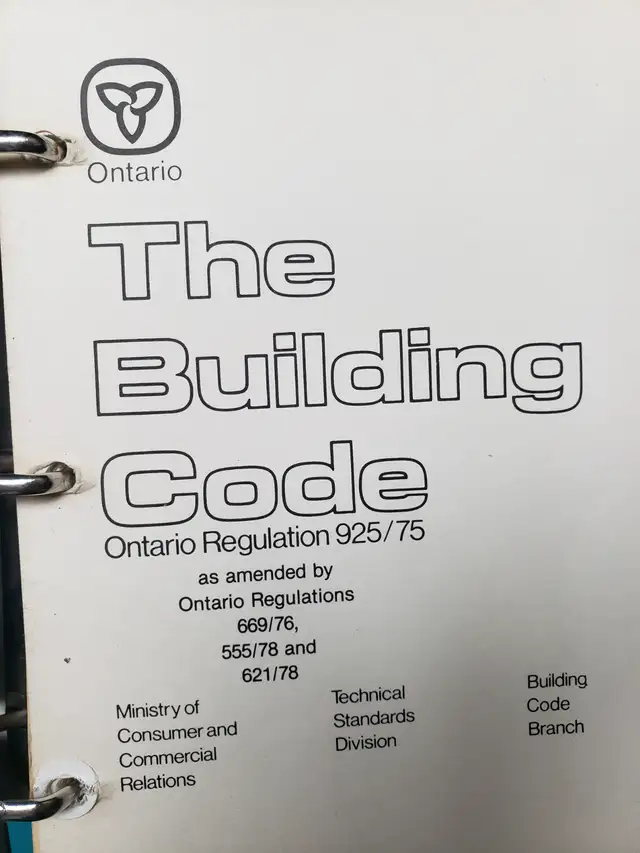 Ontario
The
Building
Code
Ontario Regulation 925/75
as amended by
Ontario Regulations
669/76,
555/78 and
621/78
Ministry of
Consumer and
Commercial
Relations
Technical
Standards
Division
Building
Code
Branch